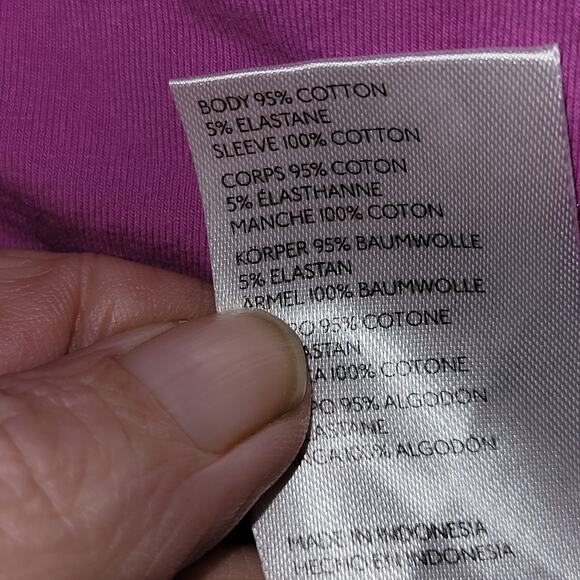 BODY 95% COTTON
5% ELASTANE
SLEEVE 100% COTTON
CORPS 95% COTON
5% ÉLASTHANNE
MANCHE 100% COTON
KÖRPER 95% BAUMWOLLE
5% ELASTAN
ÄRMEL 100% BAUMWOLLE
95% COTONE
100% COTONE
95% ALGODÓN
100% ALGODÓN
MADE IN INDONESIA
HECHO EN INDONESIA